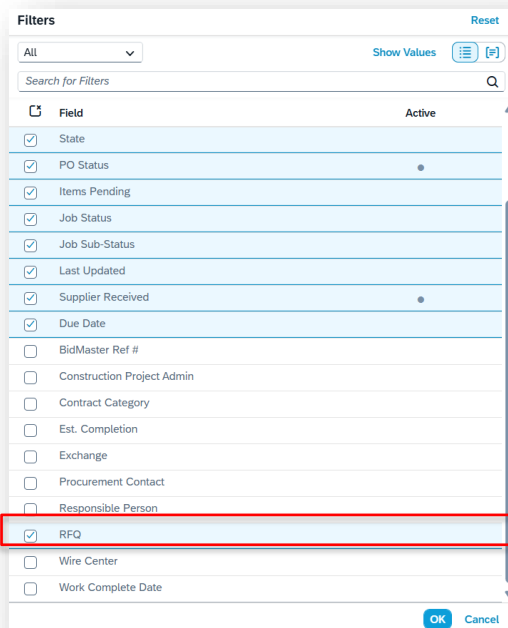 Filters Reset
All Show Values
Search for Filters
Field Active
State
PO Status
Items Pending
Job Status
Job Sub-Status
Last Updated
Supplier Received
Due Date
BidMaster Ref #
Construction Project Admin
Contract Category
Est. Completion
Exchange
Procurement Contact
Responsible Person
RFQ
Wire Center
Work Complete Date
OK Cancel